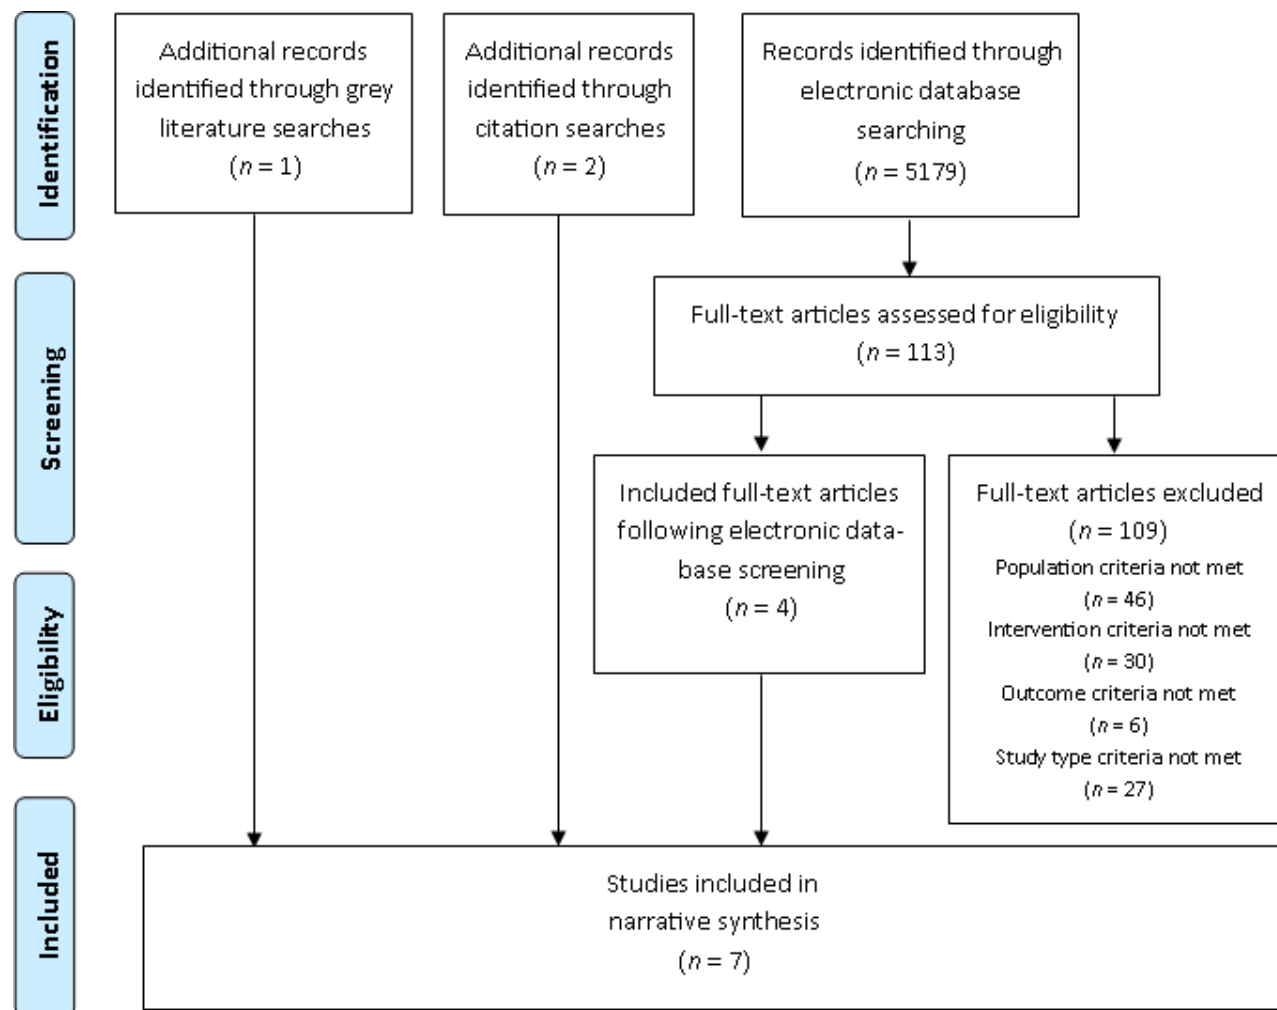 Identification
Additional records
identified through grey
literature searches
(n = 1)
Additional records
identified through
citation searches
(n = 2)
Records identified through
electronic database
searching
(n = 5179)
Screening
Full-text articles assessed for eligibility
(n = 113)
Included full-text articles
following electronic data-
base screening
(n = 4)
Full-text articles excluded
(n = 109)
Population criteria not met
(n = 46)
Intervention criteria not met
(n = 30)
Outcome criteria not met
(n = 6)
Study type criteria not met
(n = 27)
Eligibility
Included
Studies included in
narrative synthesis
(n = 7)